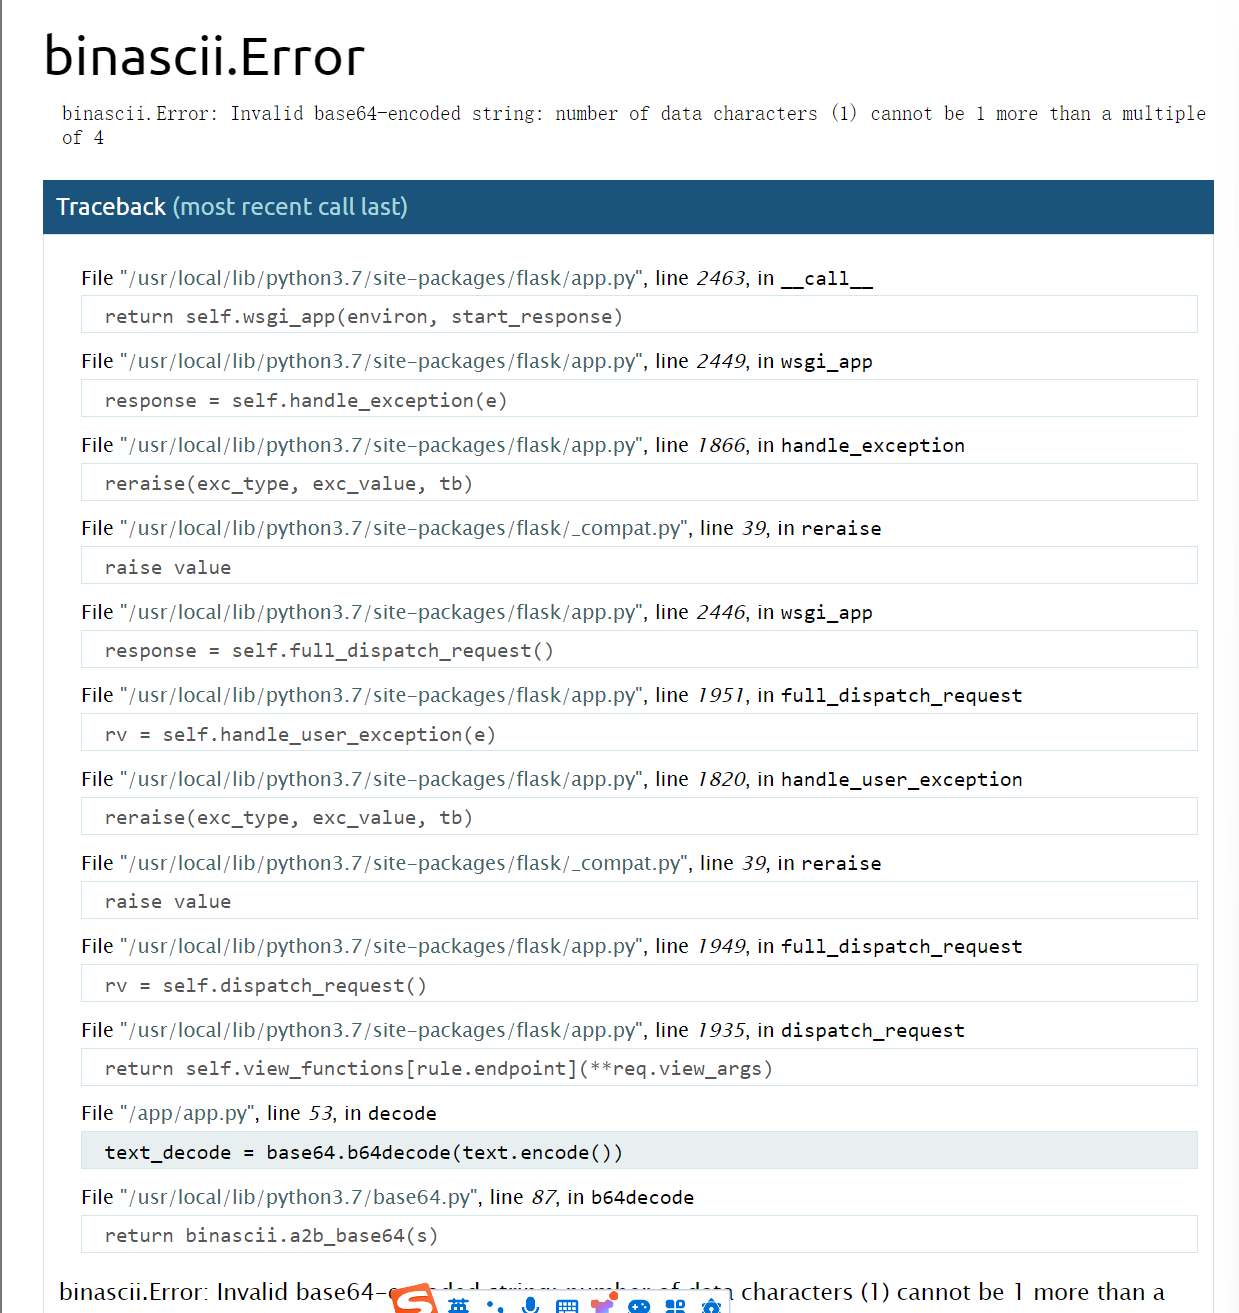 binascii.Error
binascii.Error: Invalid base64-encoded string: number of data characters (1) cannot be 1 more than a multiple
of 4
Traceback (most recent call last)
File "/usr/local/lib/python3.7/site-packages/flask/app.py", line 2463, in __call__
return self.wsgi_app(environ, start_response)
File "/usr/local/lib/python3.7/site-packages/flask/app.py", line 2449, in wsgi_app
response = self.handle_exception(e)
File "/usr/local/lib/python3.7/site-packages/flask/app.py", line 1866, in handle_exception
reraise(exc_type, exc_value, tb)
File "/usr/local/lib/python3.7/site-packages/flask/_compat.py", line 39, in reraise
raise value
File "/usr/local/lib/python3.7/site-packages/flask/app.py", line 2446, in wsgi_app
response = self.full_dispatch_request()
File "/usr/local/lib/python3.7/site-packages/flask/app.py", line 1951, in full_dispatch_request
rv = self.handle_user_exception(e)
File "/usr/local/lib/python3.7/site-packages/flask/app.py", line 1820, in handle_user_exception
reraise(exc_type, exc_value, tb)
File "/usr/local/lib/python3.7/site-packages/flask/_compat.py", line 39, in reraise
raise value
File "/usr/local/lib/python3.7/site-packages/flask/app.py", line 1949, in full_dispatch_request
rv = self.dispatch_request()
File "/usr/local/lib/python3.7/site-packages/flask/app.py", line 1935, in dispatch_request
return self.view_functions[rule.endpoint](**req.view_args)
File "/app/app.py", line 53, in decode
text_decode = base64.b64decode(text.encode())
File "/usr/local/lib/python3.7/base64.py", line 87, in b64decode
return binascii.a2b_base64(s)
binascii.Error: Invalid base64-encoded string: number of data characters (1) cannot be 1 more than a
英